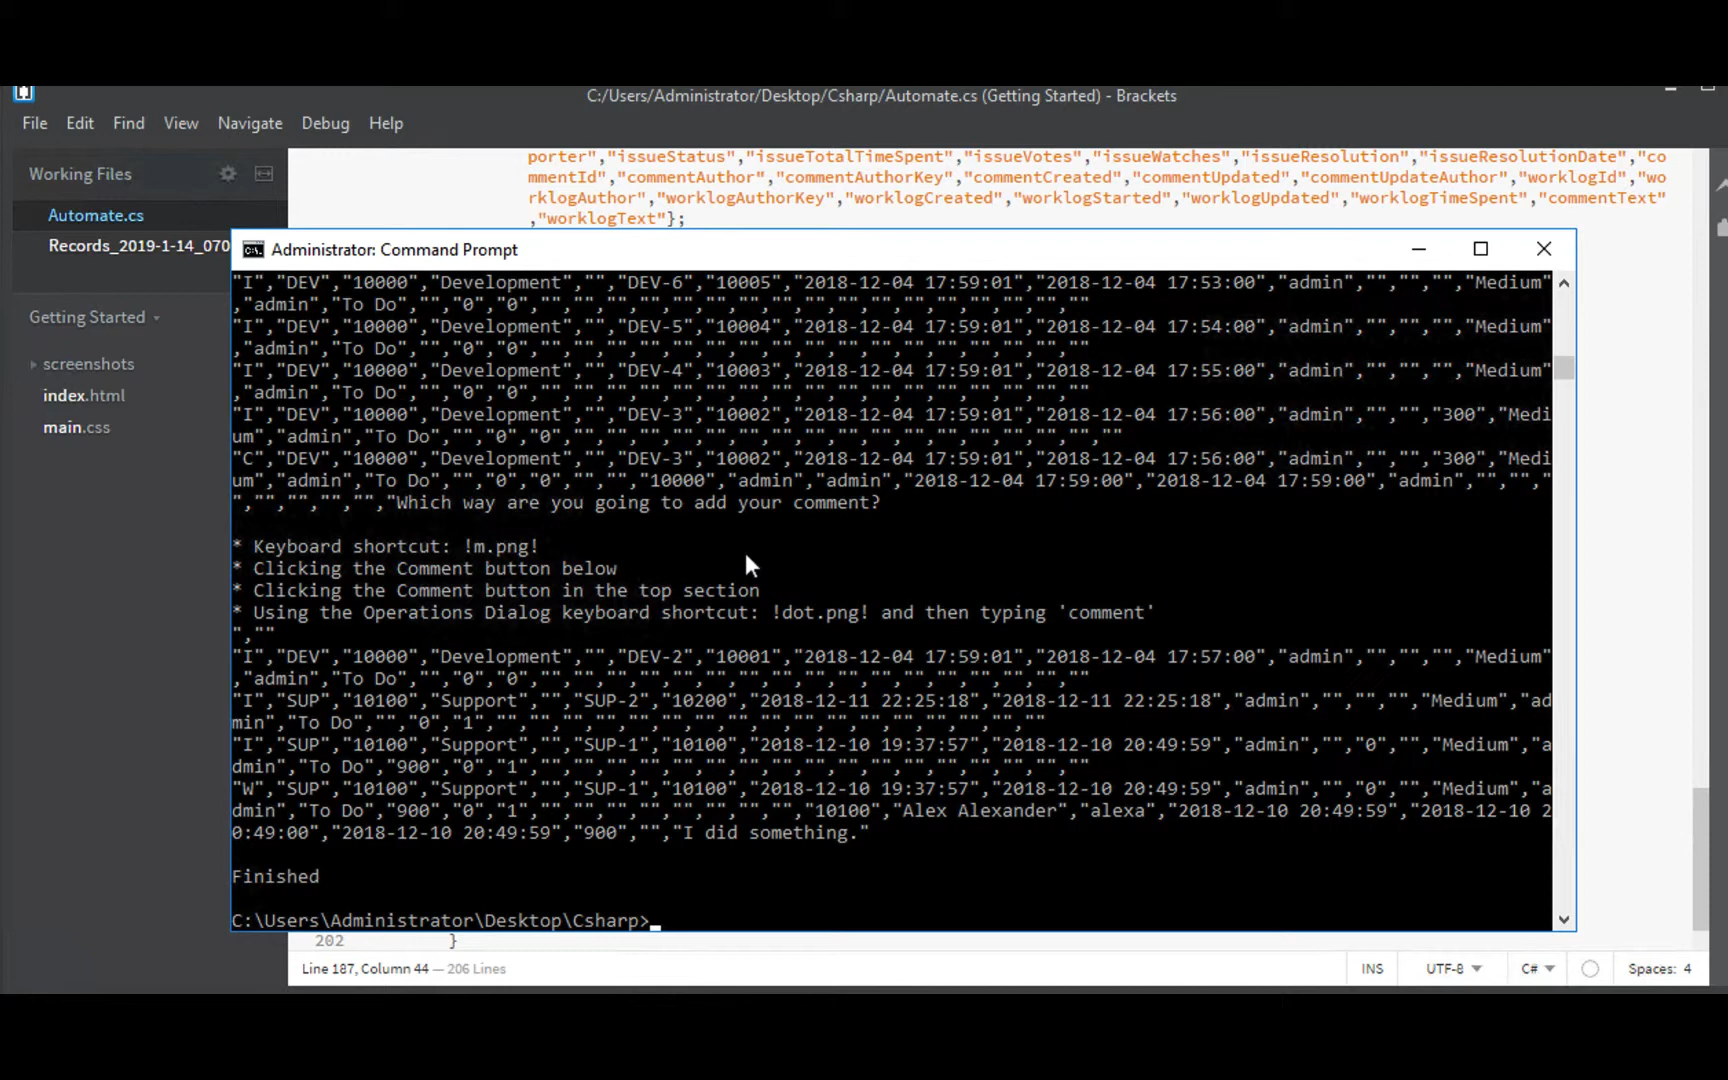 C:/Users/Administrator/Desktop/Csharp/Automate.cs (Getting Started) - Brackets
File Edit Find View Navigate Debug Help
Working Files
Automate.cs
Records_2019-1-14_070
Getting Started
screenshots
index.html
main.css
porter","issueStatus","issueTotalTimeSpent","issueVotes","issueWatches","issueResolution","issueResolutionDate","co
mmentId","commentAuthor","commentAuthorKey","commentCreated","commentUpdated","commentUpdateAuthor","worklogId","wo
rklogAuthor","worklogAuthorKey","worklogCreated","worklogStarted","worklogUpdated","worklogTimeSpent","commentText"
,"worklogText"};
Administrator: Command Prompt
"I","DEV","10000","Development","","DEV-6","10005","2018-12-04 17:59:01","2018-12-04 17:53:00","admin","","","","Medium"
,"admin","To Do","","0","0","","","","","","","","","","","","","","","",""
"I","DEV","10000","Development","","DEV-5","10004","2018-12-04 17:59:01","2018-12-04 17:54:00","admin","","","","Medium"
,"admin","To Do","","0","0","","","","","","","","","","","","","","","",""
"I","DEV","10000","Development","","DEV-4","10003","2018-12-04 17:59:01","2018-12-04 17:55:00","admin","","","","Medium"
,"admin","To Do","","0","0","","","","","","","","","","","","","","","",""
"I","DEV","10000","Development","","DEV-3","10002","2018-12-04 17:59:01","2018-12-04 17:56:00","admin","","","300","Medi
um","admin","To Do","","0","0","","","","","","","","","","","","","","","",""
"C","DEV","10000","Development","","DEV-3","10002","2018-12-04 17:59:01","2018-12-04 17:56:00","admin","","","300","Medi
um","admin","To Do","","0","0","","","10000","admin","admin","2018-12-04 17:59:00","2018-12-04 17:59:00","admin","","","
","","","","","Which way are you going to add your comment?
* Keyboard shortcut: !m.png!
* Clicking the Comment button below
* Clicking the Comment button in the top section
* Using the Operations Dialog keyboard shortcut: !dot.png! and then typing 'comment'
",""
"I","DEV","10000","Development","","DEV-2","10001","2018-12-04 17:59:01","2018-12-04 17:57:00","admin","","","","Medium"
,"admin","To Do","","0","0","","","","","","","","","","","","","","","",""
"I","SUP","10100","Support","","SUP-2","10200","2018-12-11 22:25:18","2018-12-11 22:25:18","admin","","","","Medium","ad
min","To Do","","0","1","","","","","","","","","","","","","","","",""
"I","SUP","10100","Support","","SUP-1","10100","2018-12-10 19:37:57","2018-12-10 20:49:59","admin","","0","","Medium","a
dmin","To Do","900","0","1","","","","","","","","","","","","","","","",""
"W","SUP","10100","Support","","SUP-1","10100","2018-12-10 19:37:57","2018-12-10 20:49:59","admin","","0","","Medium","a
dmin","To Do","900","0","1","","","","","","","","","10100","Alex Alexander","alexa","2018-12-10 20:49:59","2018-12-10 2
0:49:00","2018-12-10 20:49:59","900","","I did something."
Finished
C:\Users\Administrator\Desktop\Csharp>
202 }
Line 187, Column 44 — 206 Lines INS UTF-8 C# Spaces: 4